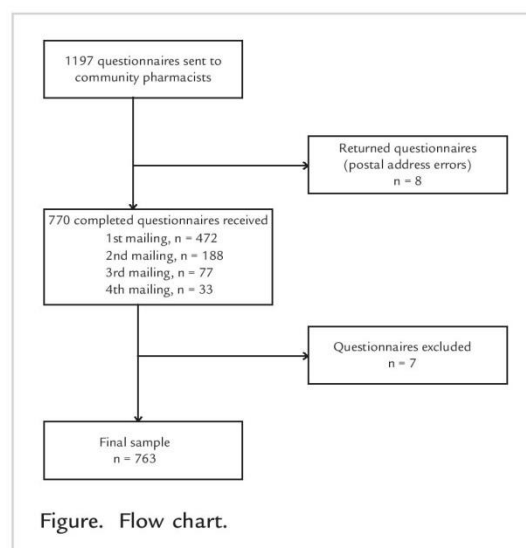 1197 questionnaires sent to
community pharmacists
Returned questionnaires
(postal address errors)
n = 8
770 completed questionnaires received
1st mailing, n = 472
2nd mailing, n = 188
3rd mailing, n = 77
4th mailing, n = 33
Questionnaires excluded
n = 7
Final sample
n = 763
Figure. Flow chart.